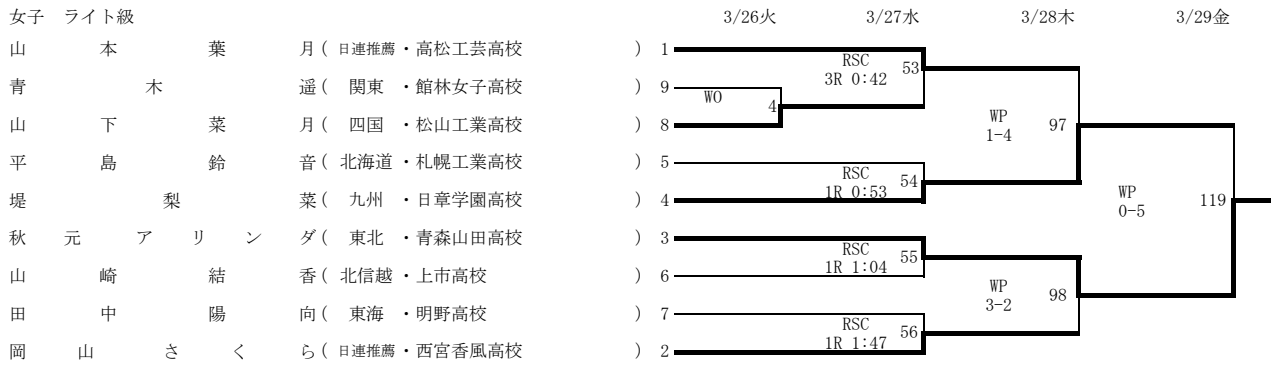 女子 ライト級 3/26火 3/27水 3/28木 3/29金
山本葉月( 日連推薦 ・高松工芸高校 ) 1
RSC 53
3R 0:42
青木遥( 関東 ・館林女子高校 ) 9
WO 4
山下菜月( 四国 ・松山工業高校 ) 8
WP 97
1-4
平島鈴音( 北海道 ・札幌工業高校 ) 5
RSC 54
1R 0:53
堤梨菜( 九州 ・日章学園高校 ) 4
WP 119
0-5
秋元アリンダ( 東北 ・青森山田高校 ) 3
RSC 55
1R 1:04
山崎結香( 北信越 ・上市高校 ) 6
WP 98
3-2
田中陽向( 東海 ・明野高校 ) 7
RSC 56
1R 1:47
岡山さくら( 日連推薦 ・西宮香風高校 ) 2